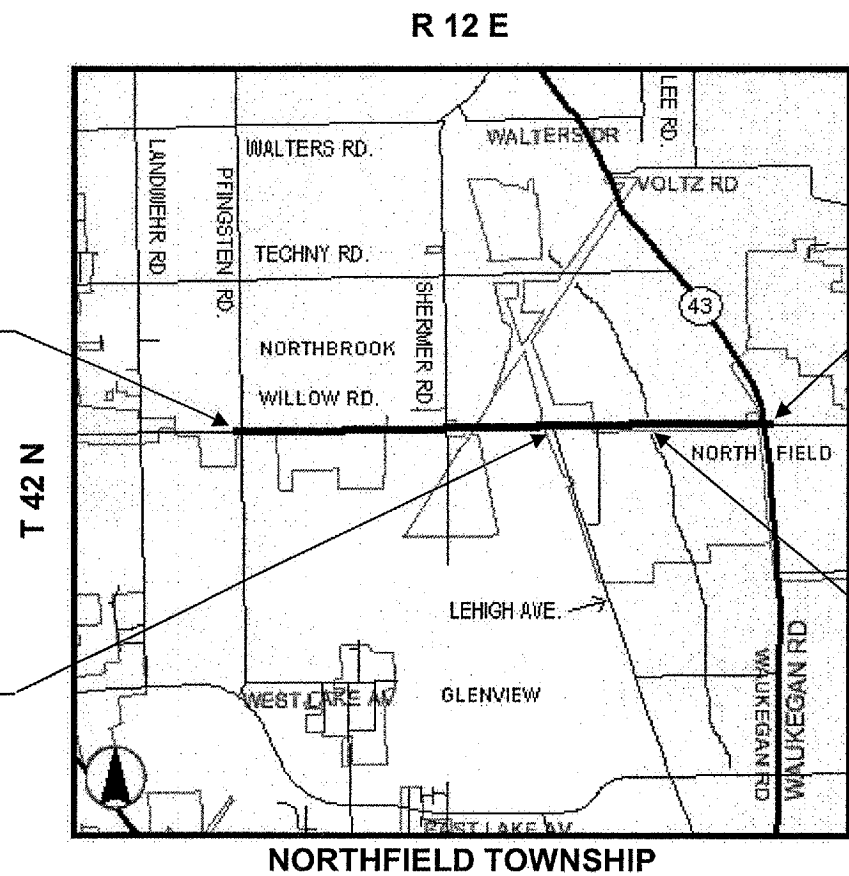 R 12 E
LEE RD.
WALTERS RD.
WALTERS DR
LANDWEHR RD
PFINGSTEN RD.
VOLTZ RD
TECHNY RD.
SHERMER RD.
43
NORTHBROOK
WILLOW RD.
T 42 N
NORTH FIELD
LEHIGH AVE.
WEST LAKE AV
GLENVIEW
WAUKEGAN RD
WAUKEGAN RD
EAST LAKE AV
NORTHFIELD TOWNSHIP